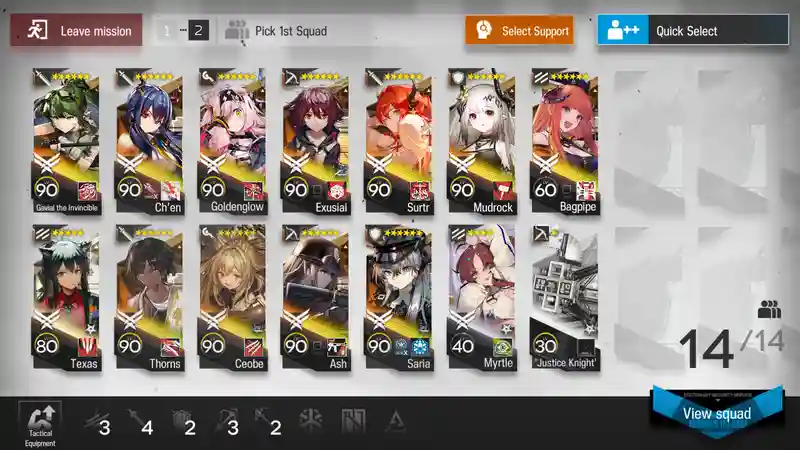 Leave mission
1 -- 2
Pick 1st Squad
Select Support
Quick Select
90
90
90
90
90
90
60
Gavial the Invincible
Ch'en
Goldenglow
Exusiai
Surtr
Mudrock
Bagpipe
80
90
90
90
90
40
30
Texas
Thorns
Ceobe
Ash
Saria
Myrtle
'Justice Knight'
14/14
Tactical
Equipment
3
4
2
3
2
View squad